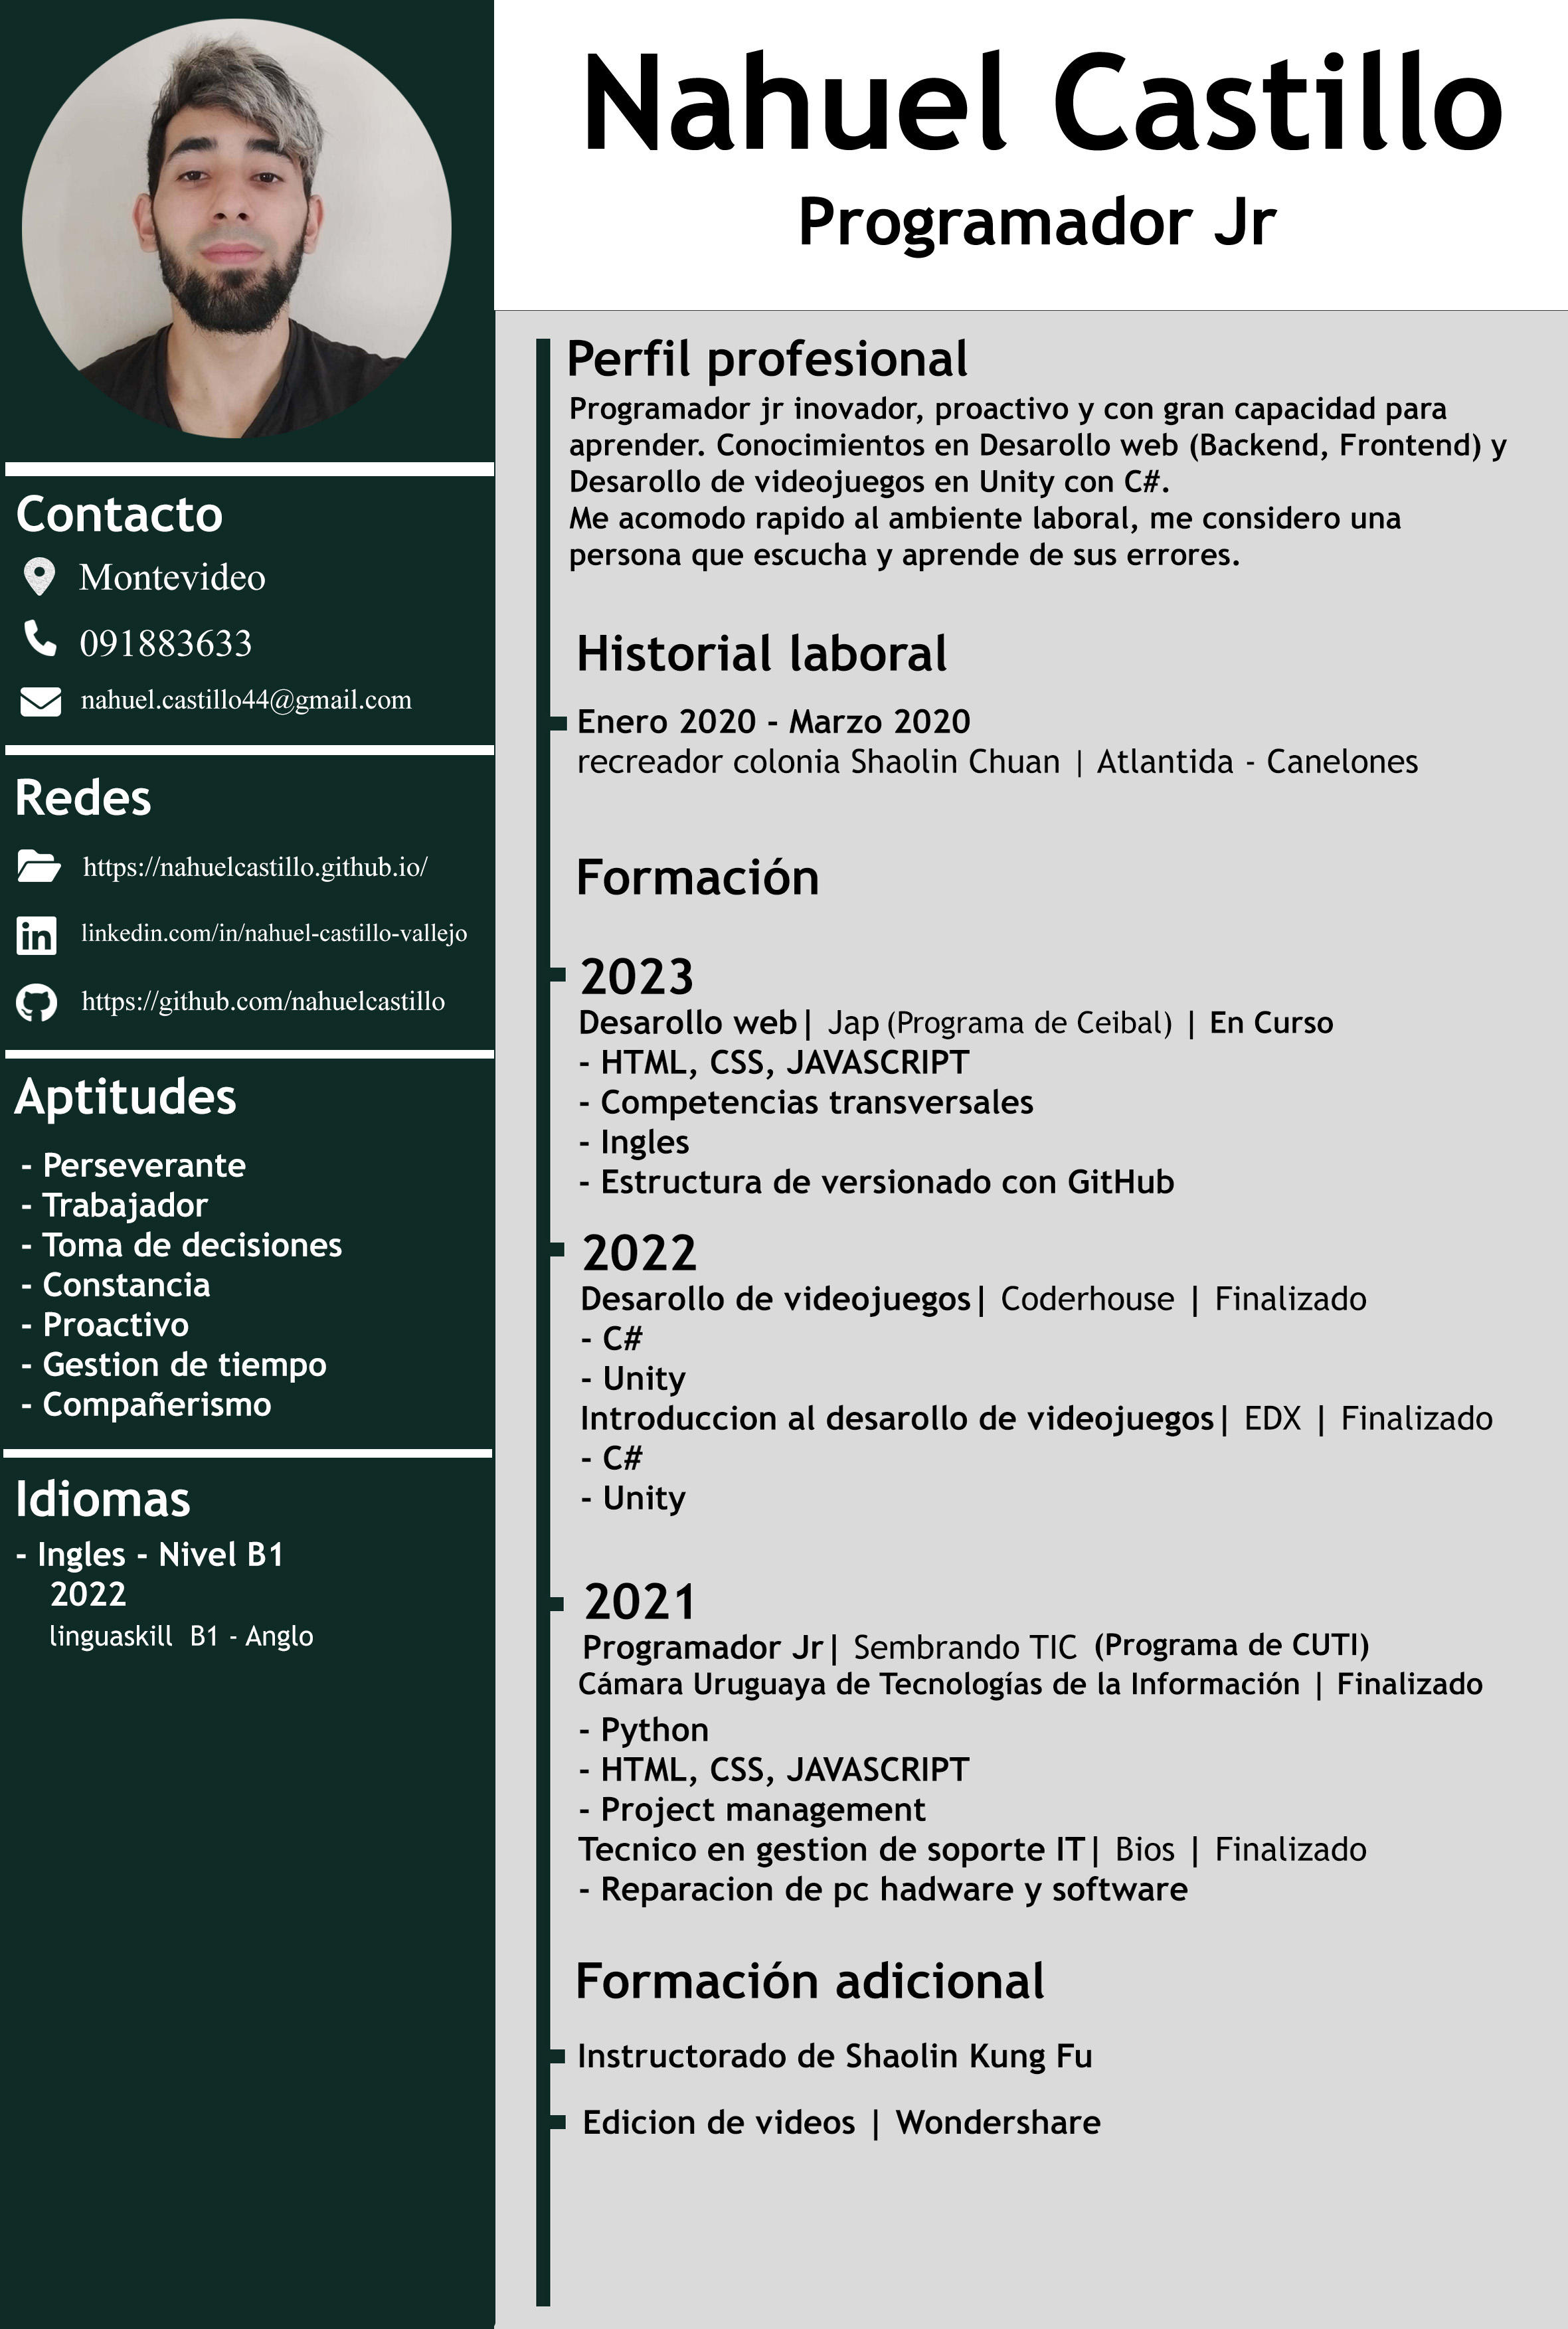 Nahuel Castillo
Programador Jr
Contacto
Montevideo
091883633
nahuel.castillo44@gmail.com
Redes
https://nahuelcastillo.github.io/
linkedin.com/in/nahuel-castillo-vallejo
https://github.com/nahuelcastillo
Aptitudes
- Perseverante
- Trabajador
- Toma de decisiones
- Constancia
- Proactivo
- Gestion de tiempo
- Compañerismo
Idiomas
- Ingles - Nivel B1
2022
linguaskill B1 - Anglo
Perfil profesional
Programador jr inovador, proactivo y con gran capacidad para
aprender. Conocimientos en Desarollo web (Backend, Frontend) y
Desarollo de videojuegos en Unity con C#.
Me acomodo rapido al ambiente laboral, me considero una
persona que escucha y aprende de sus errores.
Historial laboral
Enero 2020 - Marzo 2020
recreador colonia Shaolin Chuan | Atlantida - Canelones
Formación
2023
Desarollo web| Jap (Programa de Ceibal) | En Curso
- HTML, CSS, JAVASCRIPT
- Competencias transversales
- Ingles
- Estructura de versionado con GitHub
2022
Desarollo de videojuegos| Coderhouse | Finalizado
- C#
- Unity
Introduccion al desarollo de videojuegos| EDX | Finalizado
- C#
- Unity
2021
Programador Jr| Sembrando TIC (Programa de CUTI)
Cámara Uruguaya de Tecnologías de la Información | Finalizado
- Python
- HTML, CSS, JAVASCRIPT
- Project management
Tecnico en gestion de soporte IT| Bios | Finalizado
- Reparacion de pc hadware y software
Formación adicional
Instructorado de Shaolin Kung Fu
Edicion de videos | Wondershare